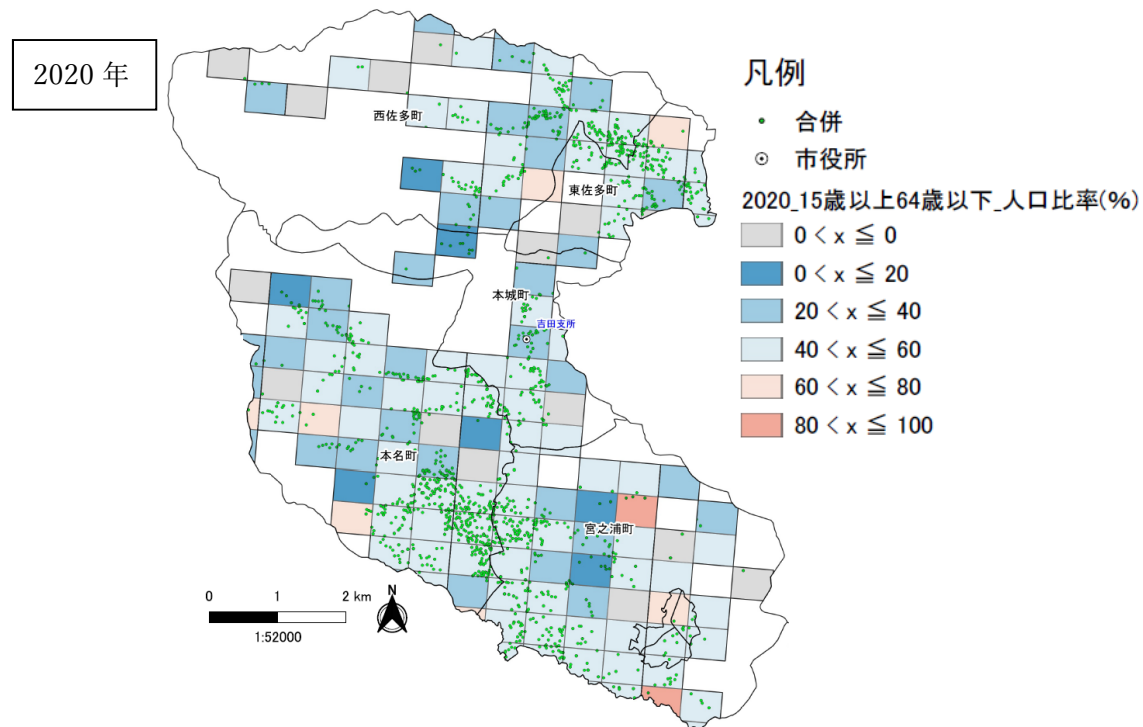 2020 年
西佐多町
東佐多町
本城町
吉田支所
本名町
宮之浦町
凡例
合併
市役所
2020_15歳以上64歳以下_人口比率(%)
0 < x ≦ 0
0 < x ≦ 20
20 < x ≦ 40
40 < x ≦ 60
60 < x ≦ 80
80 < x ≦ 100
0 1 2 km
N
1:52000